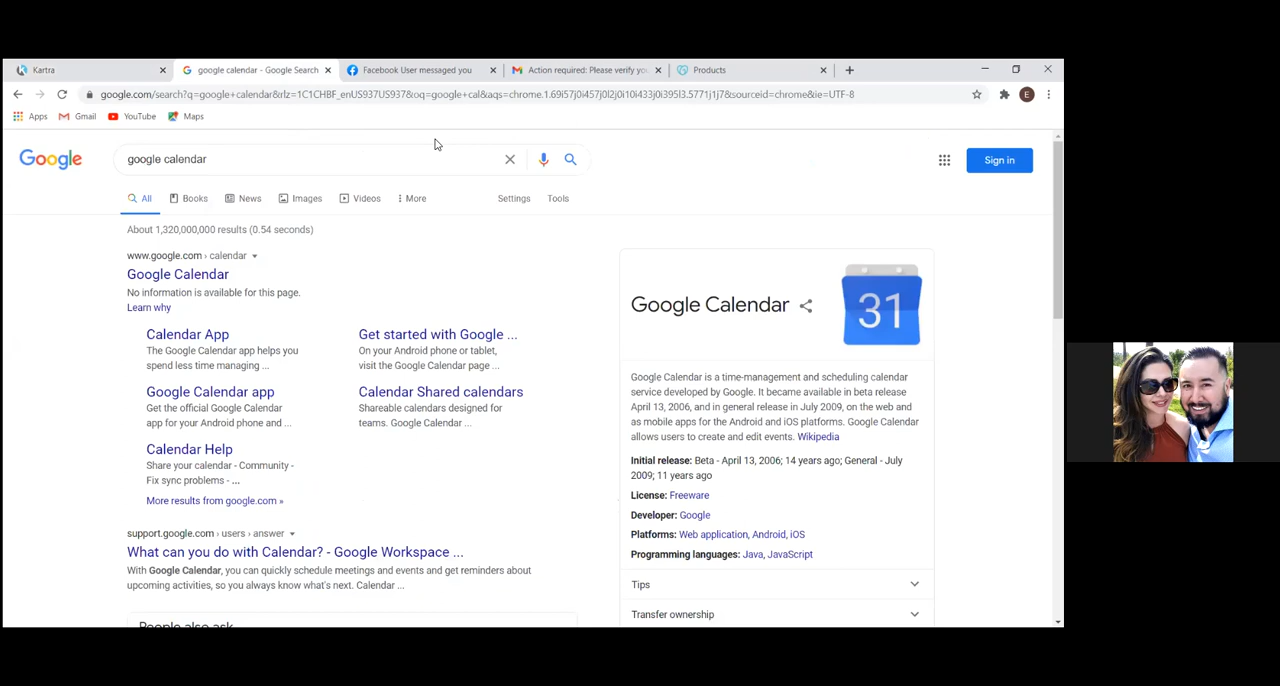 Kartra
google calendar - Google Search
Facebook User messaged you
Action required: Please verify you
Products
google.com/search?q=google+calendar&rlz=1C1CHBF_enUS937US937&oq=google+cal&aqs=chrome.1.69i57j0i457j0l2j0i10i433j0i395l3.5771j1j7&sourceid=chrome&ie=UTF-8
E
Apps
Gmail
YouTube
Maps
Google
google calendar
Sign in
All
Books
News
Images
Videos
More
Settings
Tools
About 1,320,000,000 results (0.54 seconds)
www.google.com › calendar
Google Calendar
No information is available for this page.
Learn why
Calendar App
The Google Calendar app helps you
spend less time managing ...
Get started with Google ...
On your Android phone or tablet,
visit the Google Calendar page ...
Google Calendar app
Get the official Google Calendar
app for your Android phone and ...
Calendar Shared calendars
Shareable calendars designed for
teams. Google Calendar ...
Calendar Help
Share your calendar - Community -
Fix sync problems - ...
More results from google.com »
support.google.com › users › answer
What can you do with Calendar? - Google Workspace ...
With Google Calendar, you can quickly schedule meetings and events and get reminders about
upcoming activities, so you always know what's next. Calendar ...
People also ask
Google Calendar
31
Google Calendar is a time-management and scheduling calendar
service developed by Google. It became available in beta release
April 13, 2006, and in general release in July 2009, on the web and
as mobile apps for the Android and iOS platforms. Google Calendar
allows users to create and edit events. Wikipedia
Initial release: Beta - April 13, 2006; 14 years ago; General - July
2009; 11 years ago
License: Freeware
Developer: Google
Platforms: Web application, Android, iOS
Programming languages: Java, JavaScript
Tips
Transfer ownership